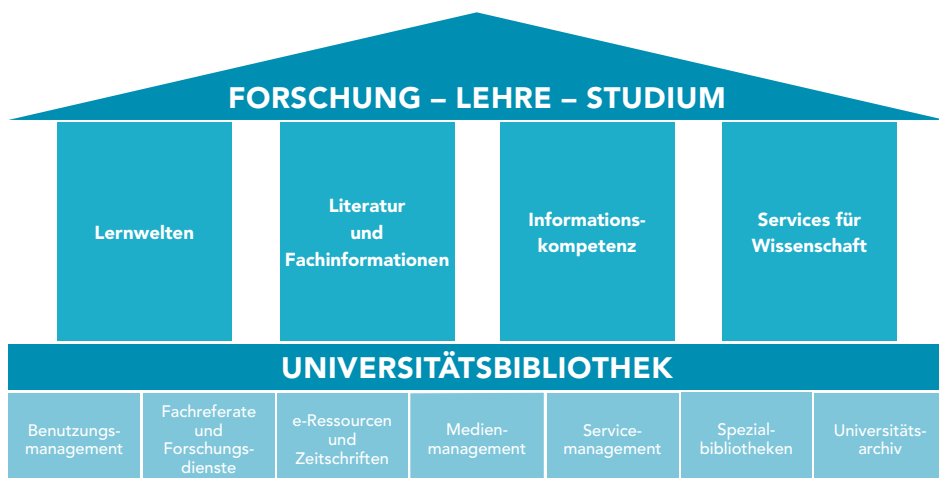 FORSCHUNG – LEHRE – STUDIUM
Lernwelten
Literatur
und
Fachinformationen
Informations-
kompetenz
Services für
Wissenschaft
UNIVERSITÄTSBIBLIOTHEK
Benutzungs-
management
Fachreferate
und
Forschungs-
dienste
e-Ressourcen
und
Zeitschriften
Medien-
management
Service-
management
Spezial-
bibliotheken
Universitäts-
archiv